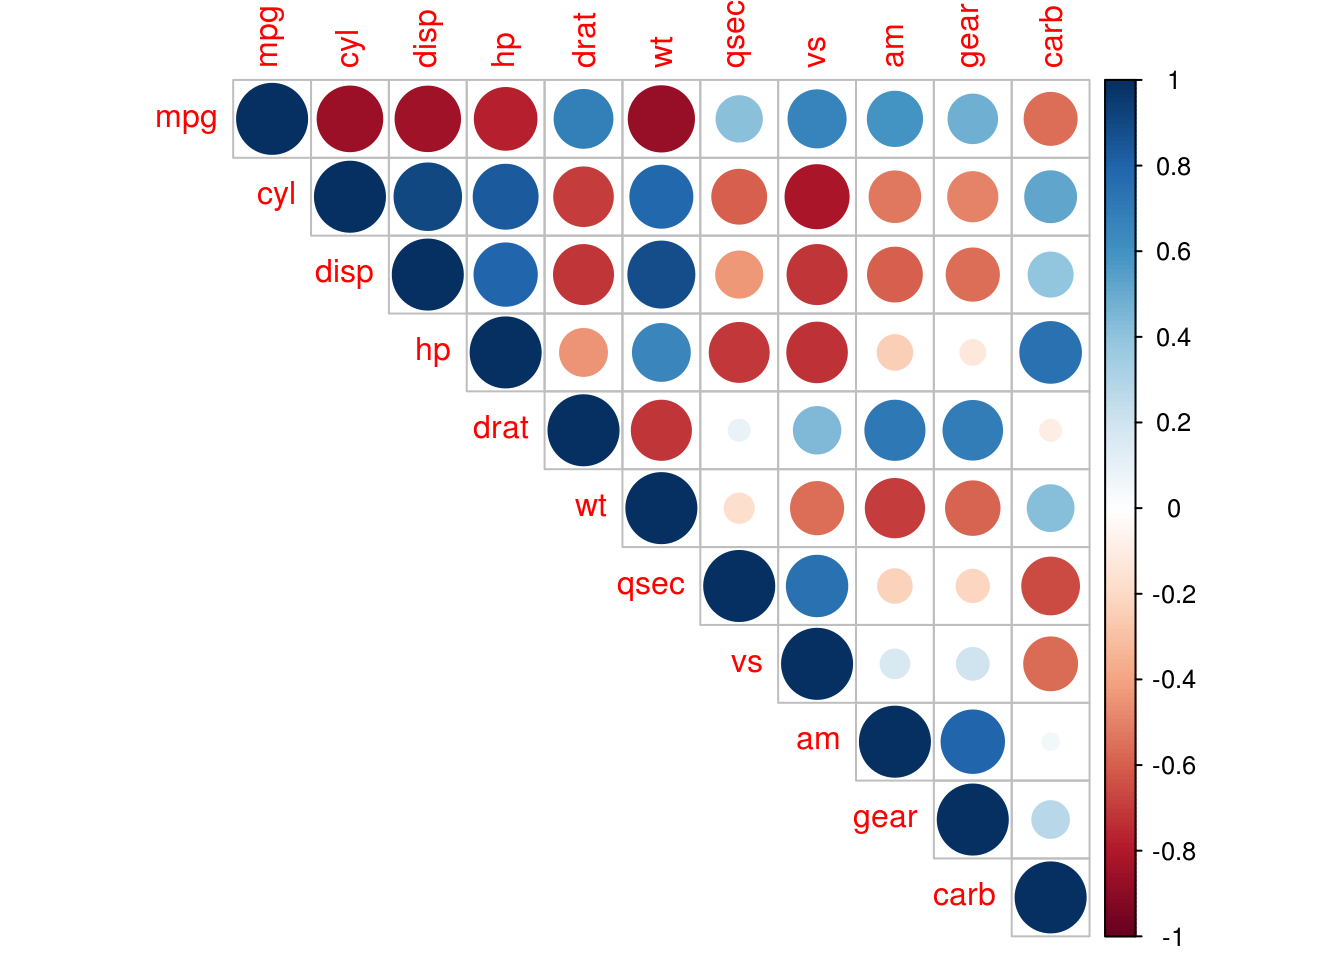 mpg
cyl
disp
hp
drat
wt
qsec
vs
am
gear
carb
mpg
cyl
disp
hp
drat
wt
qsec
vs
am
gear
carb
1
0.8
0.6
0.4
0.2
0
-0.2
-0.4
-0.6
-0.8
-1